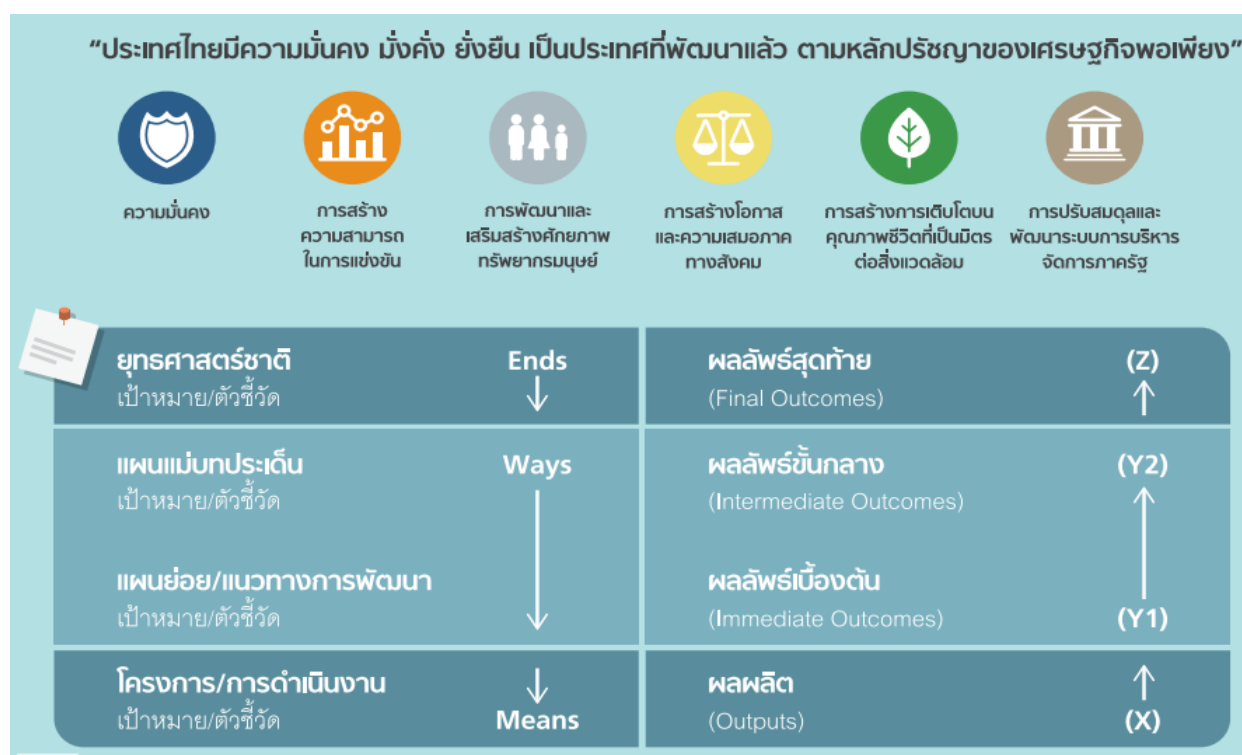 “ประเทศไทยมีความมั่นคง มั่งคั่ง ยั่งยืน เป็นประเทศที่พัฒนาแล้ว ตามหลักปรัชญาของเศรษฐกิจพอเพียง”
ความมั่นคง
การสร้าง
ความสามารถ
ในการแข่งขัน
การพัฒนาและ
เสริมสร้างศักยภาพ
ทรัพยากรมนุษย์
การสร้างโอกาส
และความเสมอภาค
ทางสังคม
การสร้างการเติบโตบน
คุณภาพชีวิตที่เป็นมิตร
ต่อสิ่งแวดล้อม
การปรับสมดุลและ
พัฒนาระบบการบริหาร
จัดการภาครัฐ
ยุทธศาสตร์ชาติ Ends
เป้าหมาย/ตัวชี้วัด
ผลลัพธ์สุดท้าย (Z)
(Final Outcomes)
แผนแม่บทประเด็น Ways
เป้าหมาย/ตัวชี้วัด
ผลลัพธ์ขั้นกลาง (Y2)
(Intermediate Outcomes)
แผนย่อย/แนวทางการพัฒนา
เป้าหมาย/ตัวชี้วัด
ผลลัพธ์เบื้องต้น
(Immediate Outcomes) (Y1)
โครงการ/การดำเนินงาน
เป้าหมาย/ตัวชี้วัด Means
ผลผลิต
(Outputs) (X)